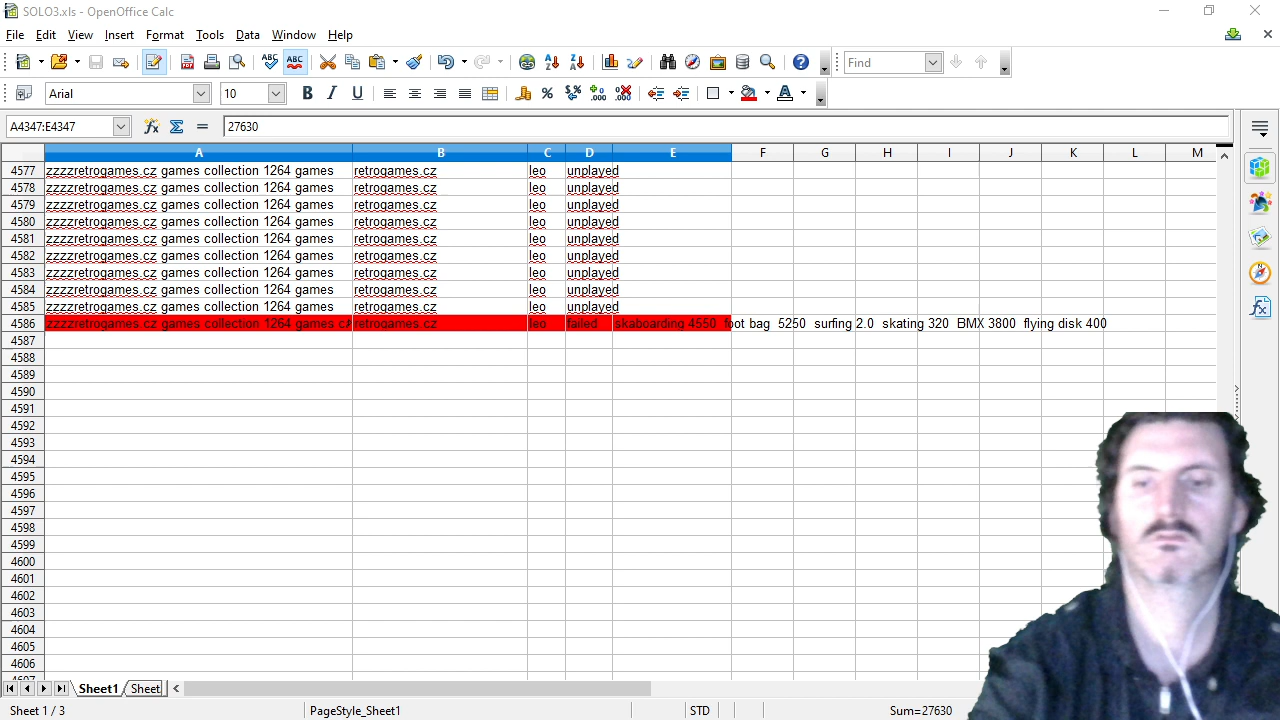 SOLO3.xls - OpenOffice Calc
File Edit View Insert Format Tools Data Window Help
Find
Arial 10
A4347:E4347 27630
A B C D E F G H I J K L M
4577 zzzzretrogames.cz games collection 1264 games retrogames.cz leo unplayed
4578 zzzzretrogames.cz games collection 1264 games retrogames.cz leo unplayed
4579 zzzzretrogames.cz games collection 1264 games retrogames.cz leo unplayed
4580 zzzzretrogames.cz games collection 1264 games retrogames.cz leo unplayed
4581 zzzzretrogames.cz games collection 1264 games retrogames.cz leo unplayed
4582 zzzzretrogames.cz games collection 1264 games retrogames.cz leo unplayed
4583 zzzzretrogames.cz games collection 1264 games retrogames.cz leo unplayed
4584 zzzzretrogames.cz games collection 1264 games retrogames.cz leo unplayed
4585 zzzzretrogames.cz games collection 1264 games retrogames.cz leo unplayed
4586 zzzzretrogames.cz games collection 1264 games retrogames.cz leo failed skaboarding 4550 foot bag 5250 surfing 2.0 skating 320 BMX 3800 flying disk 400
4587
4588
4589
4590
4591
4592
4593
4594
4595
4596
4597
4598
4599
4600
4601
4602
4603
4604
4605
4606
Sheet1 Sheet
Sheet 1 / 3 PageStyle_Sheet1 STD Sum=27630